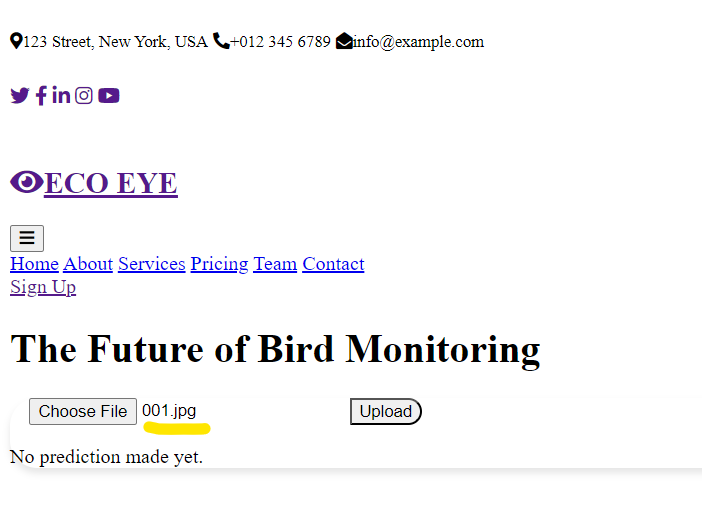 123 Street, New York, USA +012 345 6789 info@example.com
ECO EYE
Home About Services Pricing Team Contact
Sign Up
The Future of Bird Monitoring
Choose File 001.jpg Upload
No prediction made yet.